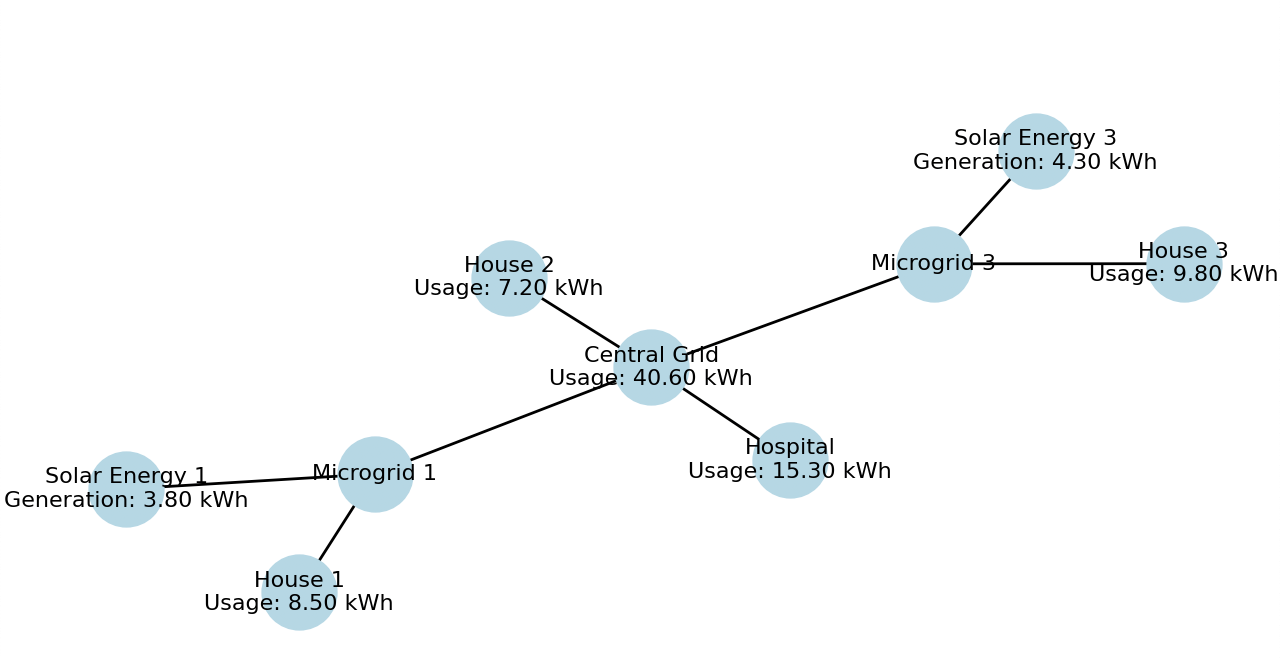 Solar Energy 3
Generation: 4.30 kWh
House 3
Usage: 9.80 kWh
Microgrid 3
House 2
Usage: 7.20 kWh
Central Grid
Usage: 40.60 kWh
Hospital
Usage: 15.30 kWh
Microgrid 1
Solar Energy 1
Generation: 3.80 kWh
House 1
Usage: 8.50 kWh